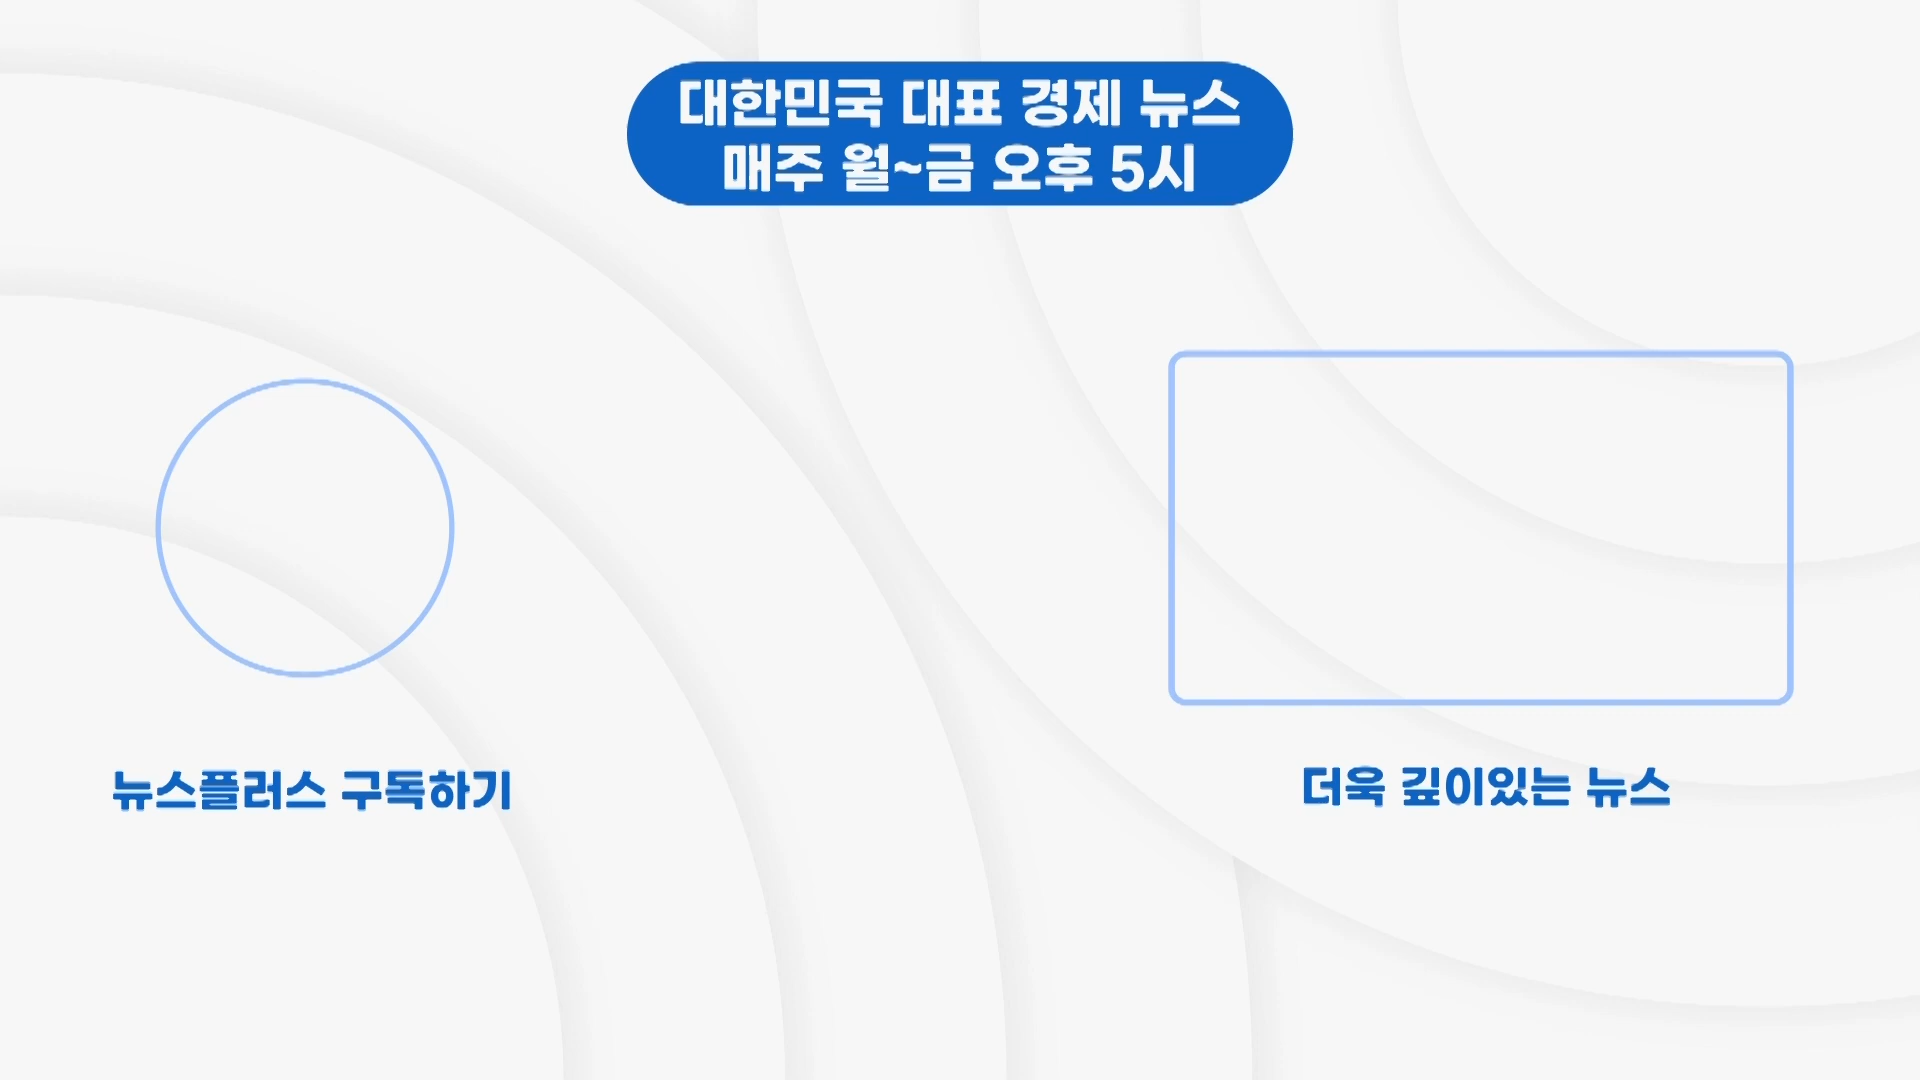 대한민국 대표 경제 뉴스
매주 월~금 오후 5시
뉴스플러스 구독하기
더욱 깊이있는 뉴스